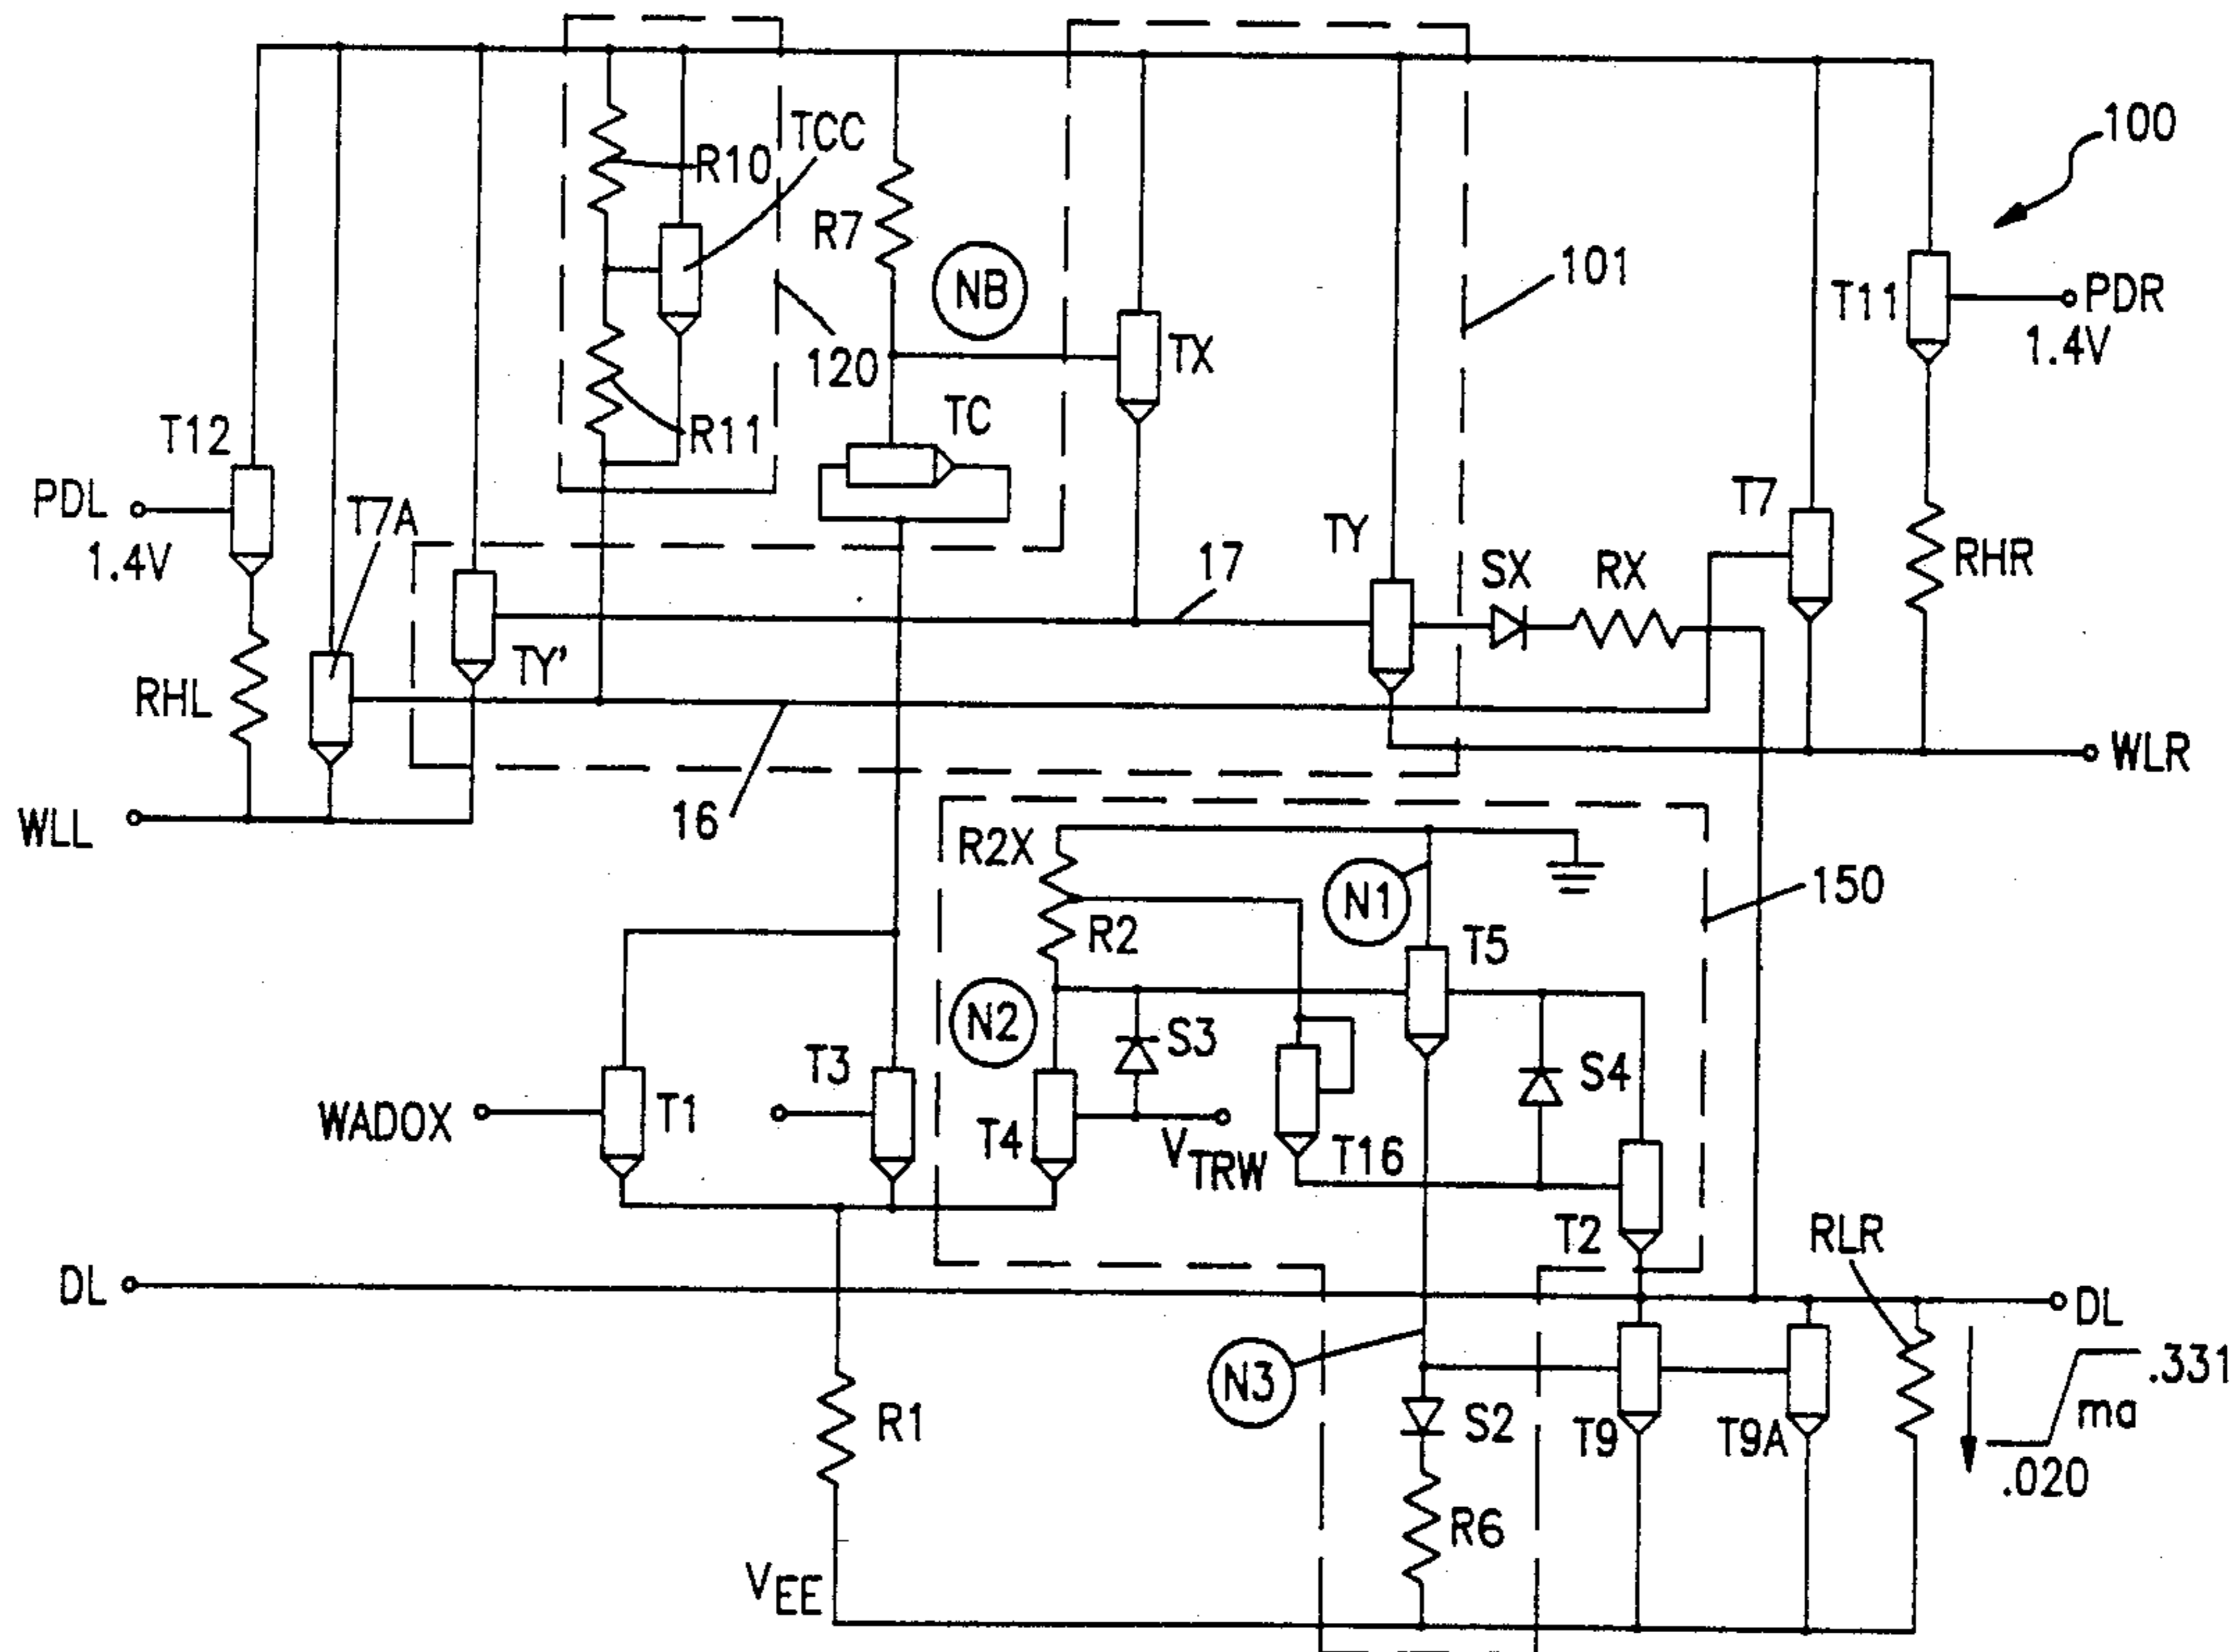 100
TCC
R10
R7
NB
101
T11
PDR
1.4V
TX
120
R11
TC
T12
PDL
1.4V
T7A
T7
TY
17
SX
RX
RHR
TY'
RHL
WLR
16
WLL
R2X
150
N1
R2
T5
N2
S3
S4
T3
WADOX
T1
T4
VTRW
T16
T2
RLR
DL
DL
N3
.331
ma
.020
R1
S2
T9
T9A
R6
VEE